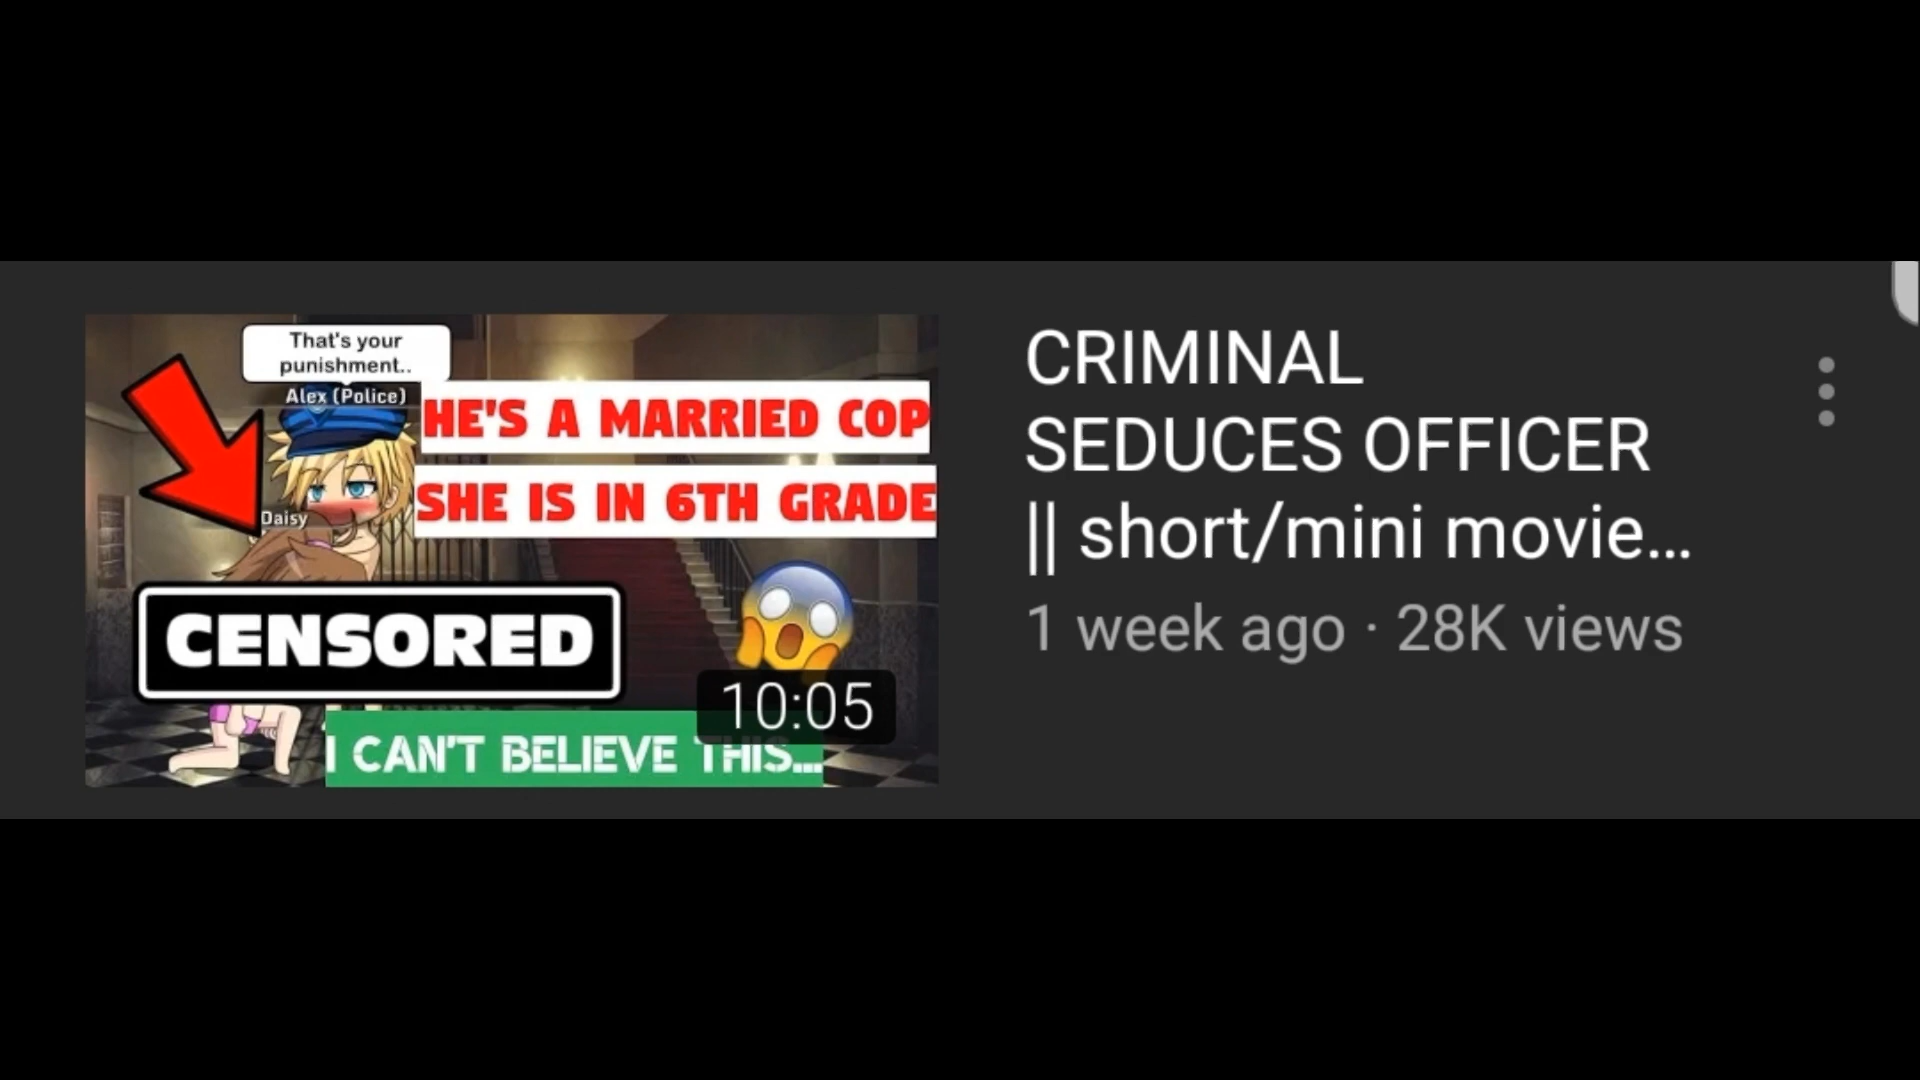 That's your
punishment..
Alex (Police)
HE'S A MARRIED COP
SHE IS IN 6TH GRADE
Daisy
CENSORED
10:05
I CAN'T BELIEVE THIS...
CRIMINAL
SEDUCES OFFICER
|| short/mini movie...
1 week ago · 28K views